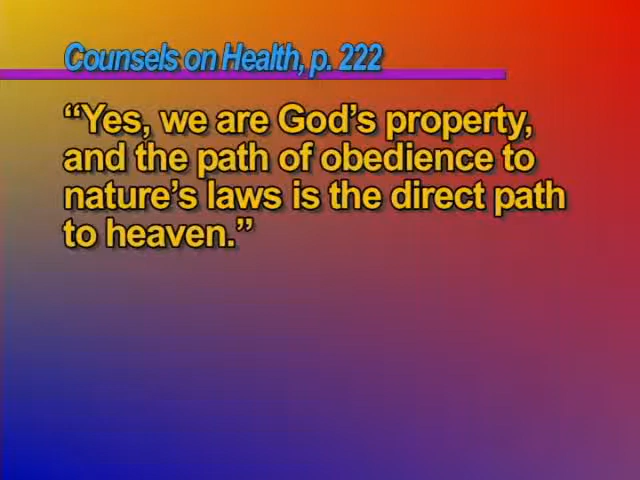 Counsels on Health, p. 222
“Yes, we are God’s property,
and the path of obedience to
nature’s laws is the direct path
to heaven.”